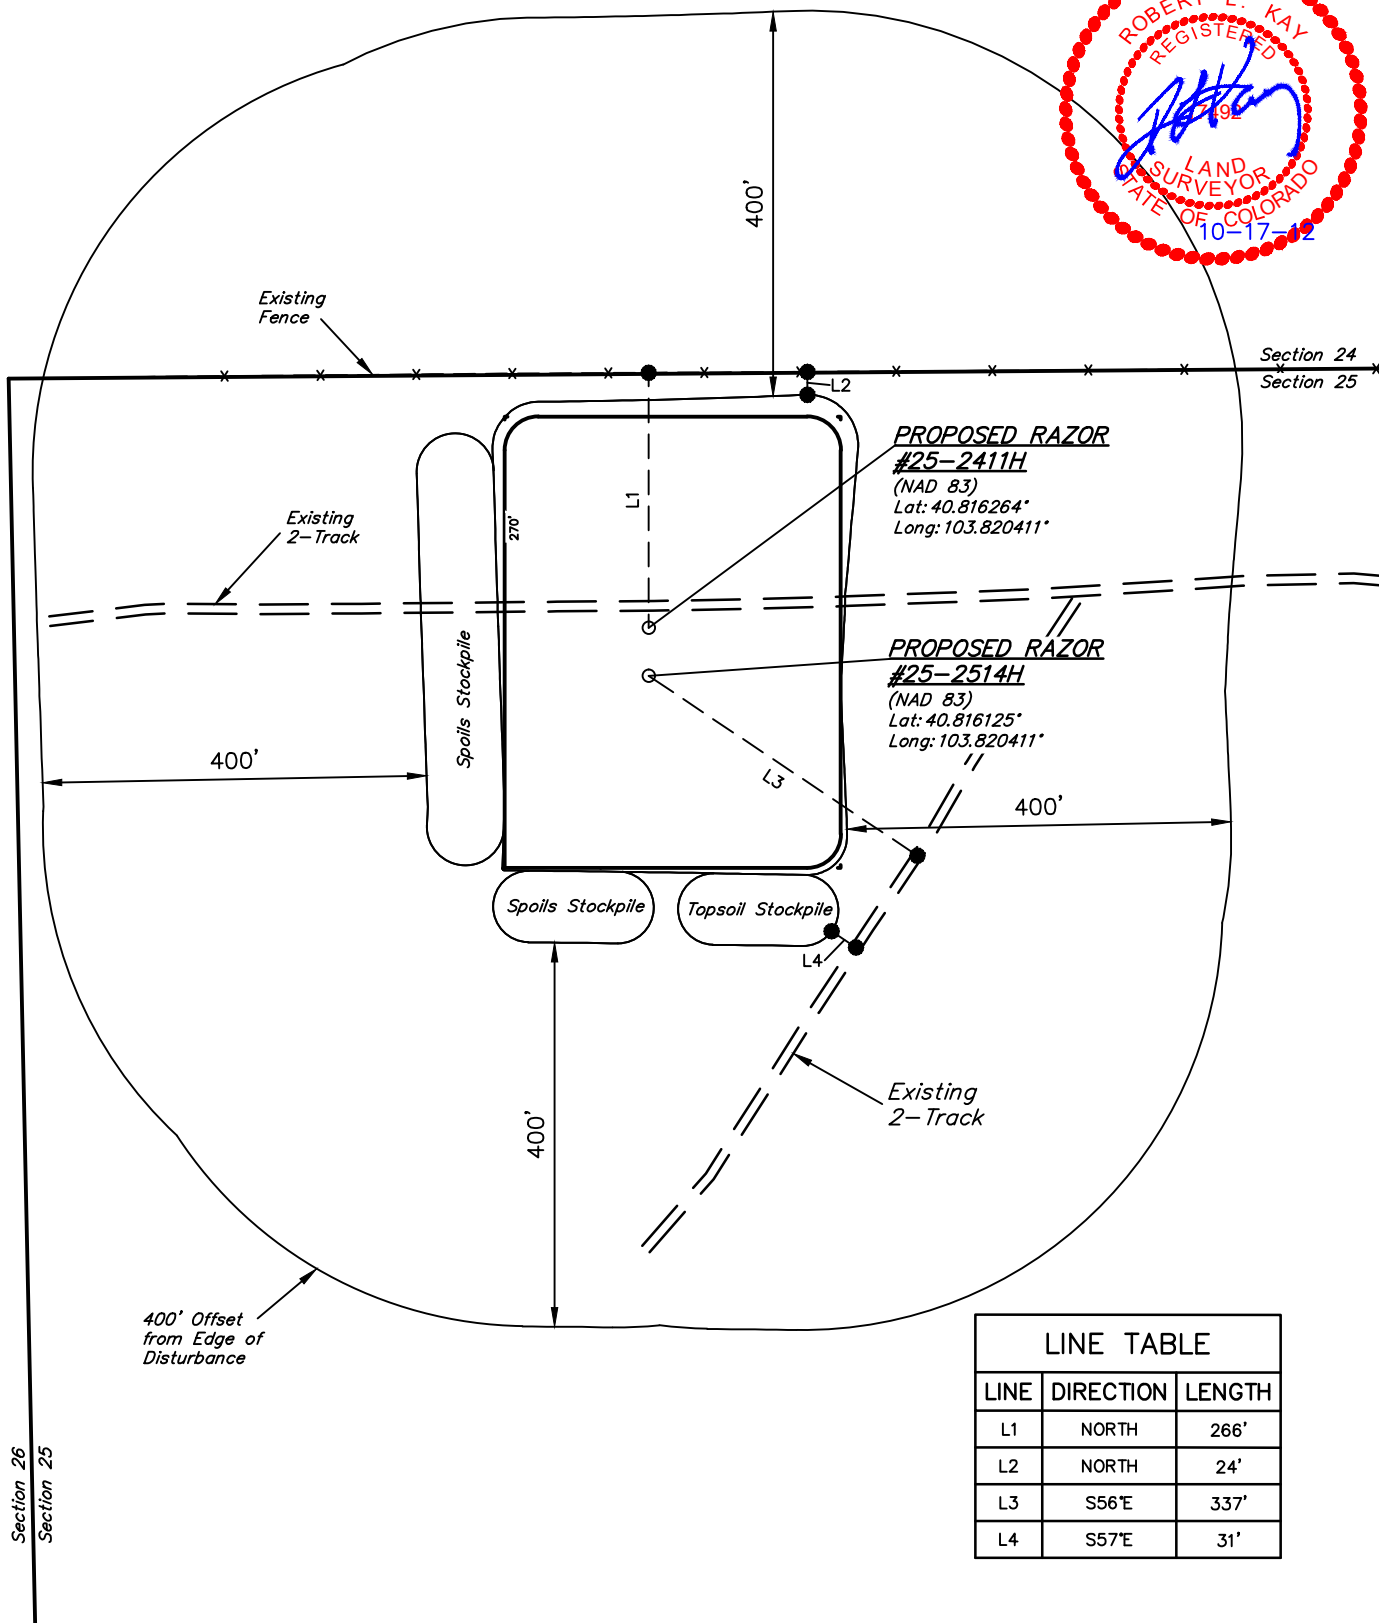 ROBERT L. KAY
REGISTERED
7492
LAND
SURVEYOR
STATE OF COLORADO
10-17-12
400'
Existing
Fence
Section 24
Section 25
L2
PROPOSED RAZOR
#25-2411H
(NAD 83)
Lat: 40.816264°
Long: 103.820411°
L1
270'
Existing
2-Track
Spoils Stockpile
PROPOSED RAZOR
#25-2514H
(NAD 83)
Lat: 40.816125°
Long: 103.820411°
400'
L3
400'
Spoils Stockpile
Topsoil Stockpile
L4
Existing
2-Track
400'
400' Offset
from Edge of
Disturbance
LINE TABLE
LINE DIRECTION LENGTH
L1 NORTH 266'
L2 NORTH 24'
L3 S56°E 337'
L4 S57°E 31'
Section 26
Section 25